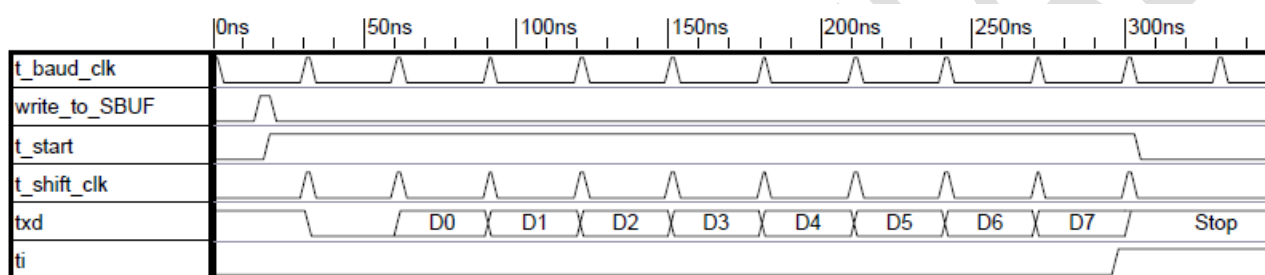 0ns 50ns 100ns 150ns 200ns 250ns 300ns
t_baud_clk
write_to_SBUF
t_start
t_shift_clk
txd D0 D1 D2 D3 D4 D5 D6 D7 Stop
ti